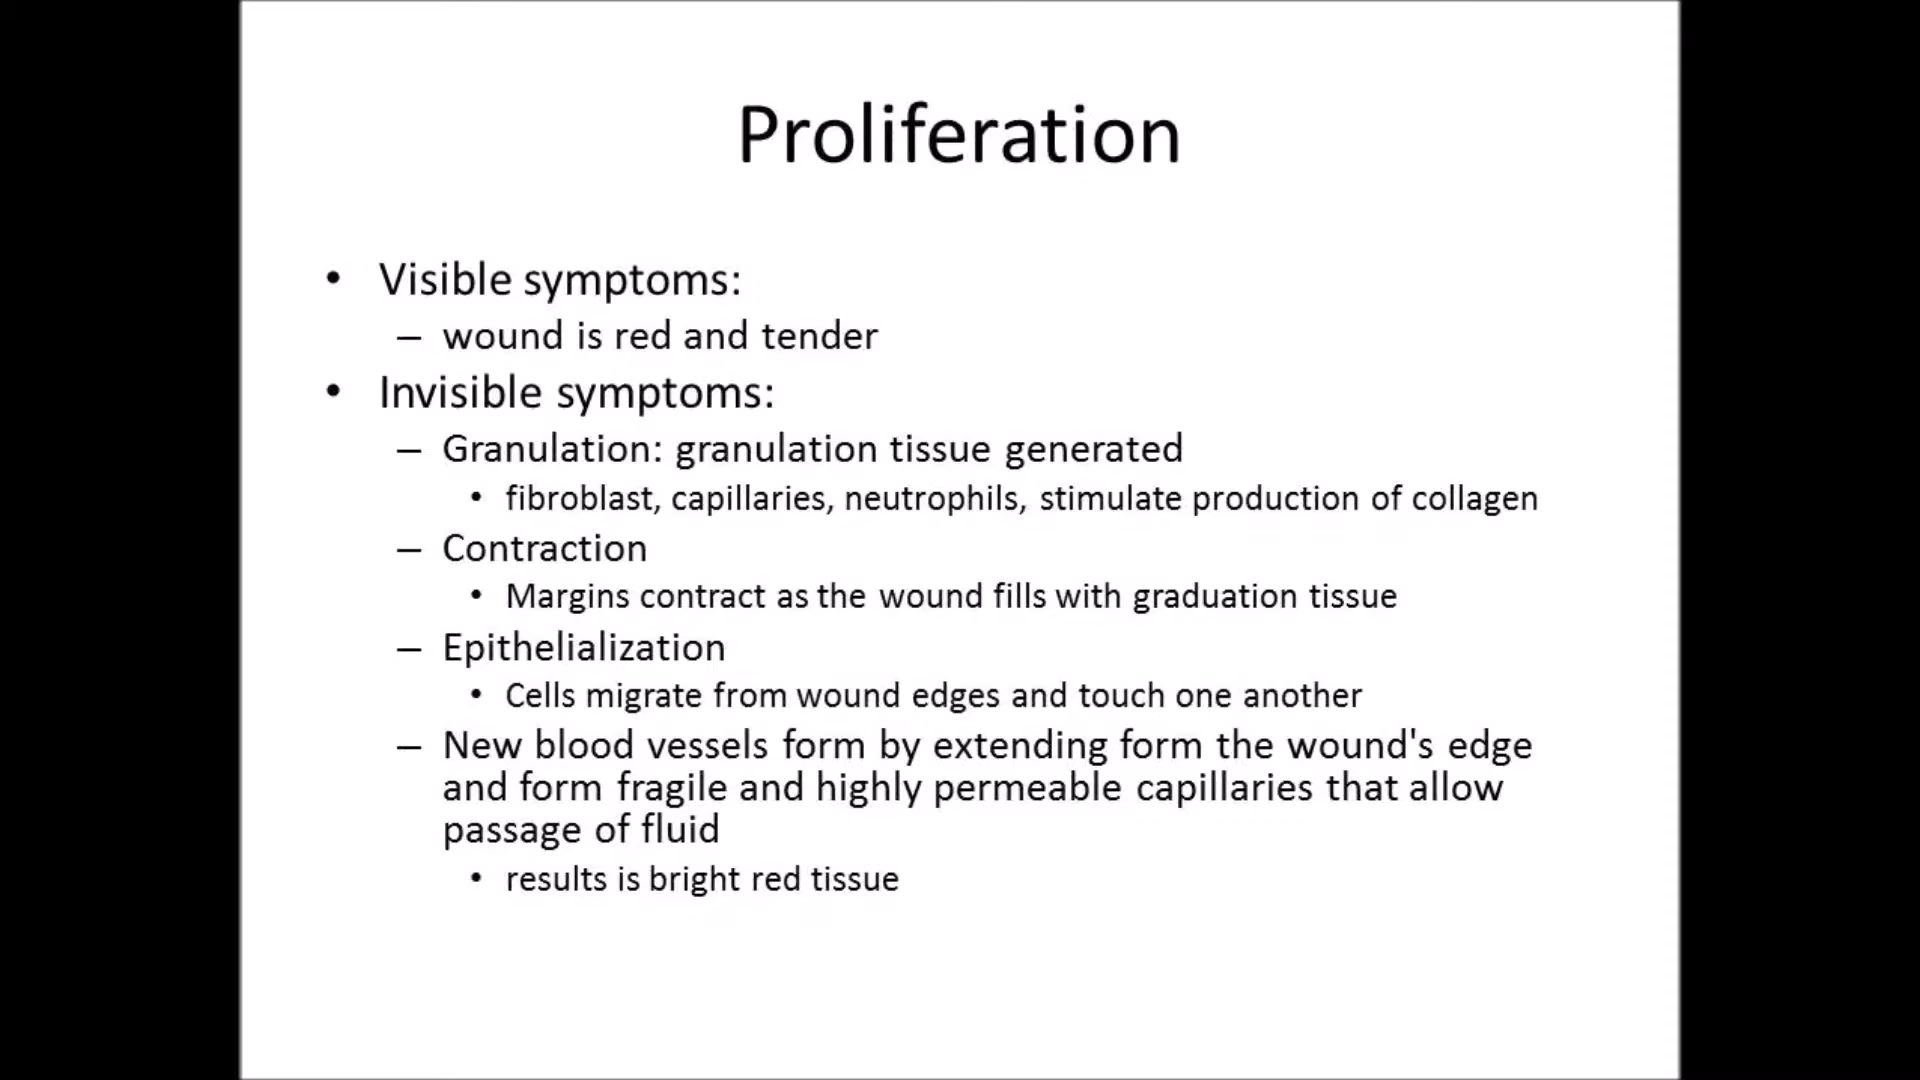 Proliferation
• Visible symptoms:
– wound is red and tender
• Invisible symptoms:
– Granulation: granulation tissue generated
• fibroblast, capillaries, neutrophils, stimulate production of collagen
– Contraction
• Margins contract as the wound fills with graduation tissue
– Epithelialization
• Cells migrate from wound edges and touch one another
– New blood vessels form by extending form the wound's edge
and form fragile and highly permeable capillaries that allow
passage of fluid
• results is bright red tissue